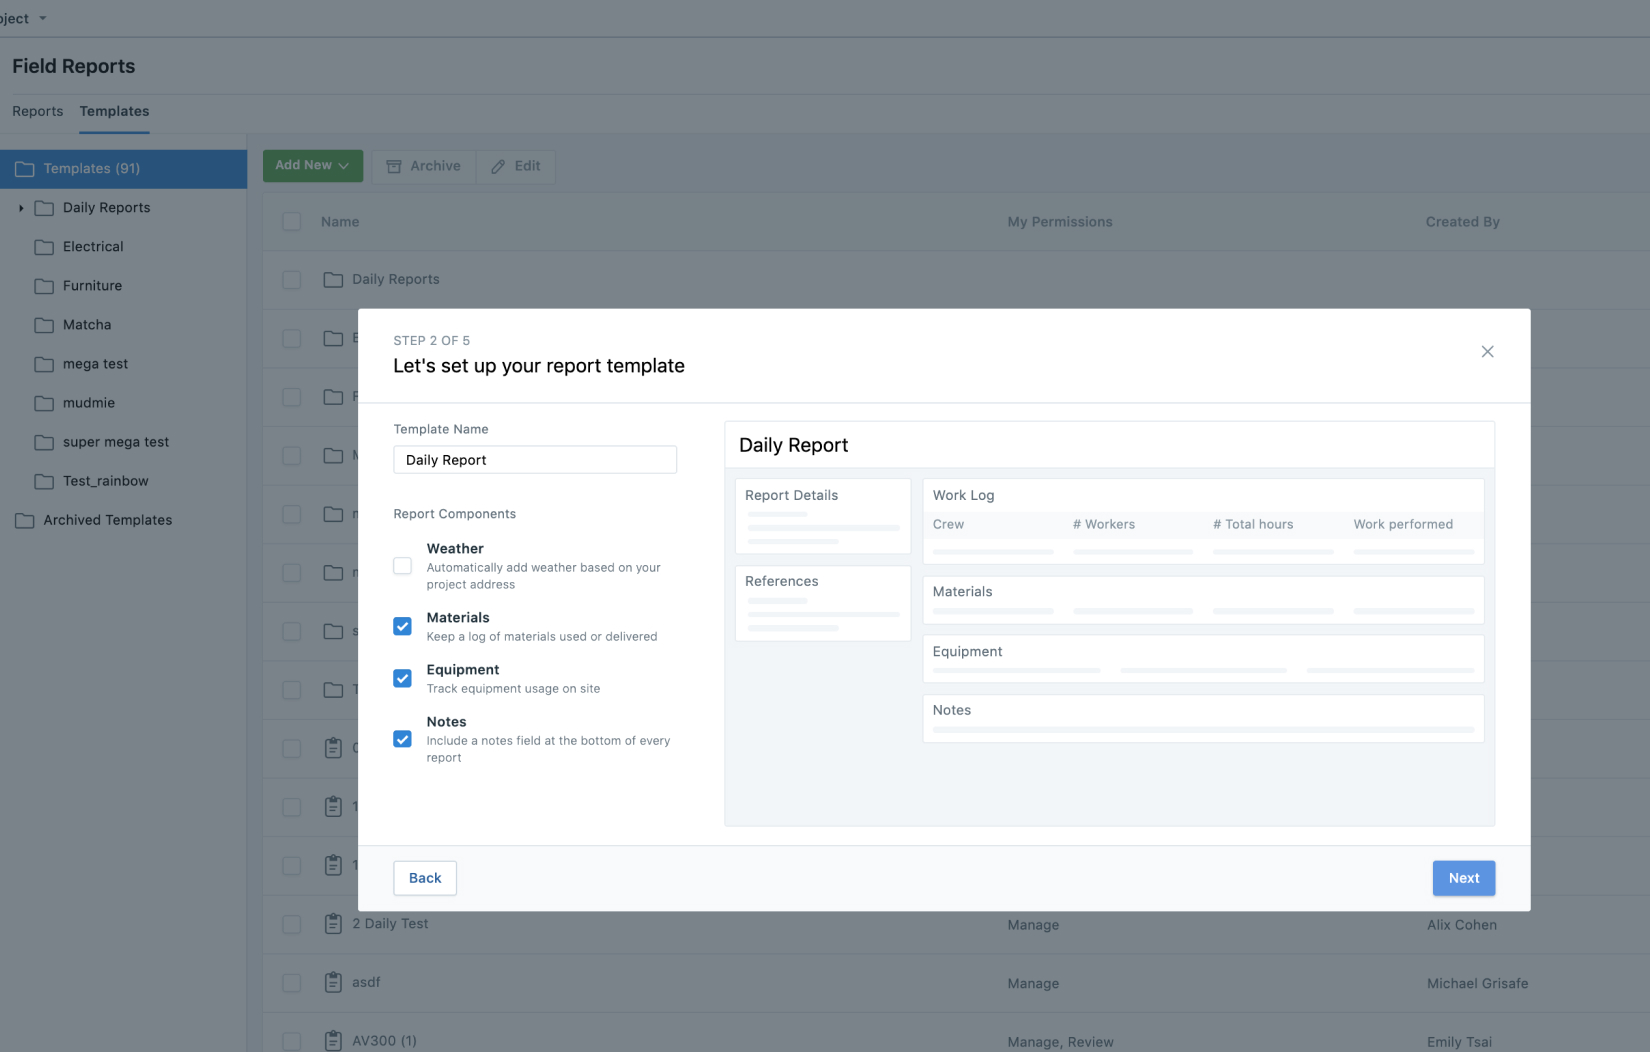 Field Reports
Reports Templates
Templates (91)
Daily Reports
Electrical
Furniture
Matcha
mega test
mudmie
super mega test
Test_rainbow
Archived Templates
Add New Archive Edit
Name My Permissions Created By
Daily Reports
STEP 2 OF 5
Let's set up your report template
Template Name
Daily Report
Report Components
Weather
Automatically add weather based on your
project address
Materials
Keep a log of materials used or delivered
Equipment
Track equipment usage on site
Notes
Include a notes field at the bottom of every
report
Daily Report
Report Details
References
Work Log
Crew # Workers # Total hours Work performed
Materials
Equipment
Notes
Back Next
2 Daily Test Manage Alix Cohen
asdf Manage Michael Grisafe
AV300 (1) Manage, Review Emily Tsai